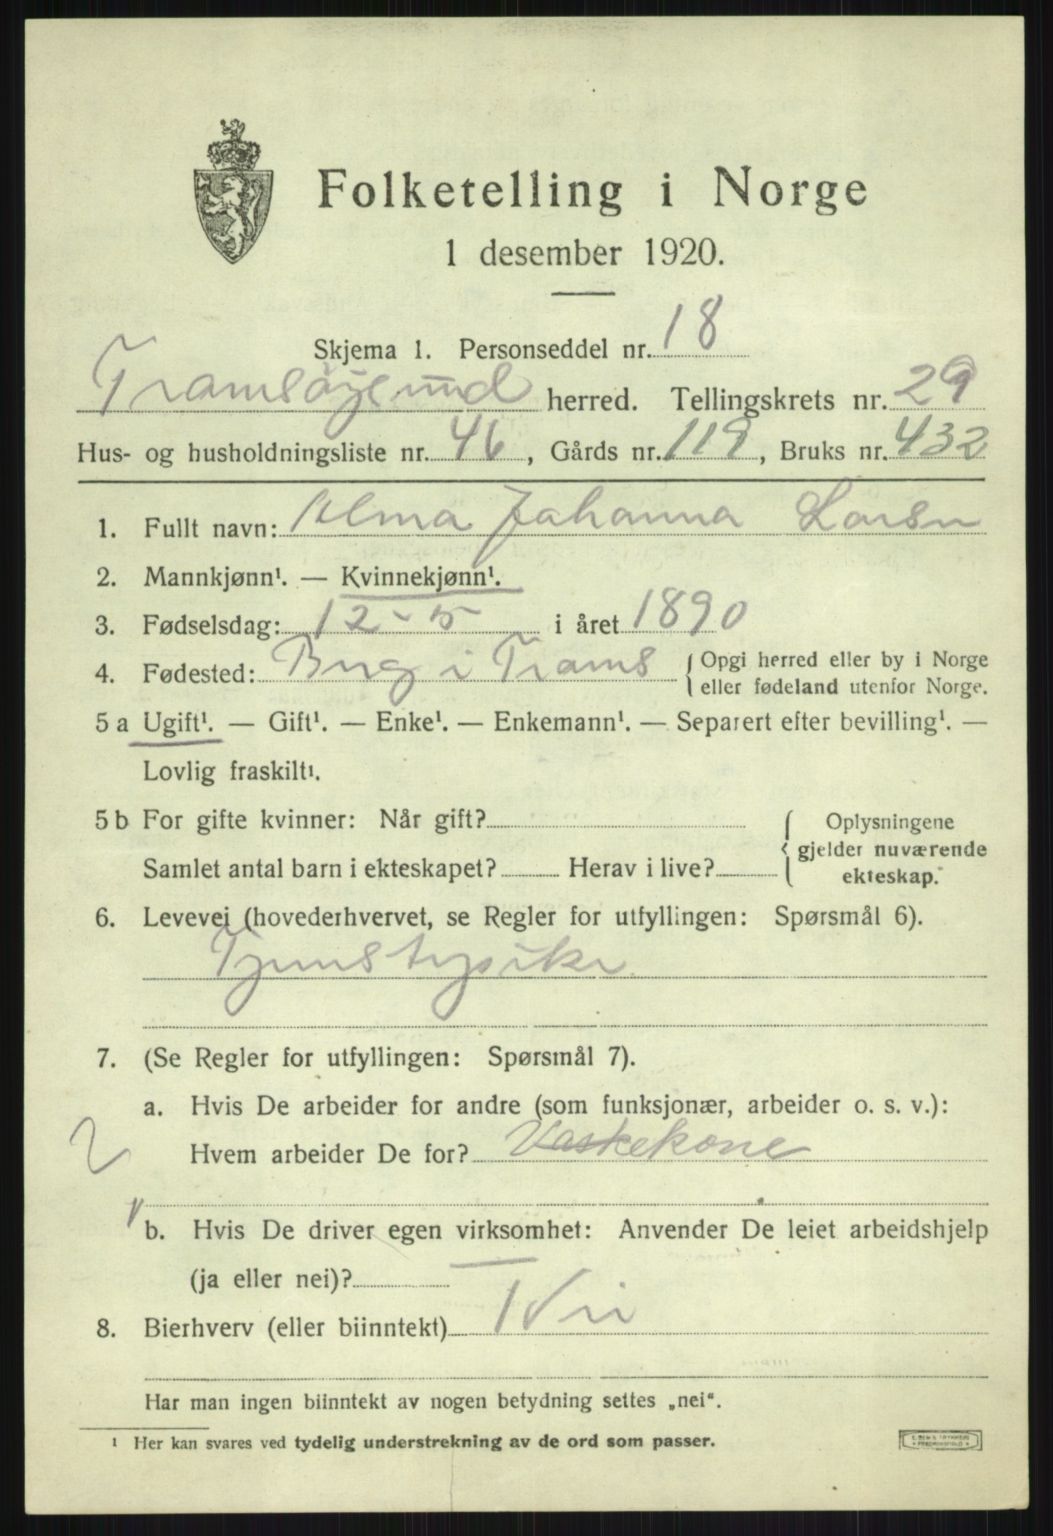 Folketelling i Norge
1 desember 1920.
Skjema 1. Personseddel nr. 18
Tromsøysund herred. Tellingskrets nr. 29
Hus- og husholdningsliste nr. 46, Gårds nr. 119, Bruks nr. 432
1. Fullt navn: Alma Johanna Larsen
2. Mannkjønn¹. — Kvinnekjønn¹.
3. Fødselsdag: 12 - 5 i året 1890
4. Fødested: i Troms { Opgi herred eller by i Norge
eller fødeland utenfor Norge.
5 a Ugift¹. — Gift¹. — Enke¹. — Enkemann¹. — Separert efter bevilling¹. —
Lovlig fraskilt¹.
5 b For gifte kvinner: Når gift?
Samlet antal barn i ekteskapet? Herav i live?
{ Oplysningene
gjelder nuværende
ekteskap.
6. Levevei (hovederhvervet, se Regler for utfyllingen: Spørsmål 6).
Tjenestepike
7. (Se Regler for utfyllingen: Spørsmål 7).
a. Hvis De arbeider for andre (som funksjonær, arbeider o. s. v.):
2
Hvem arbeider De for? Vaskekone
b. Hvis De driver egen virksomhet: Anvender De leiet arbeidshjelp
(ja eller nei)? —
8. Bierhverv (eller biinntekt) Nei
Har man ingen biinntekt av nogen betydning settes „nei“.
¹ Her kan svares ved tydelig understrekning av de ord som passer.